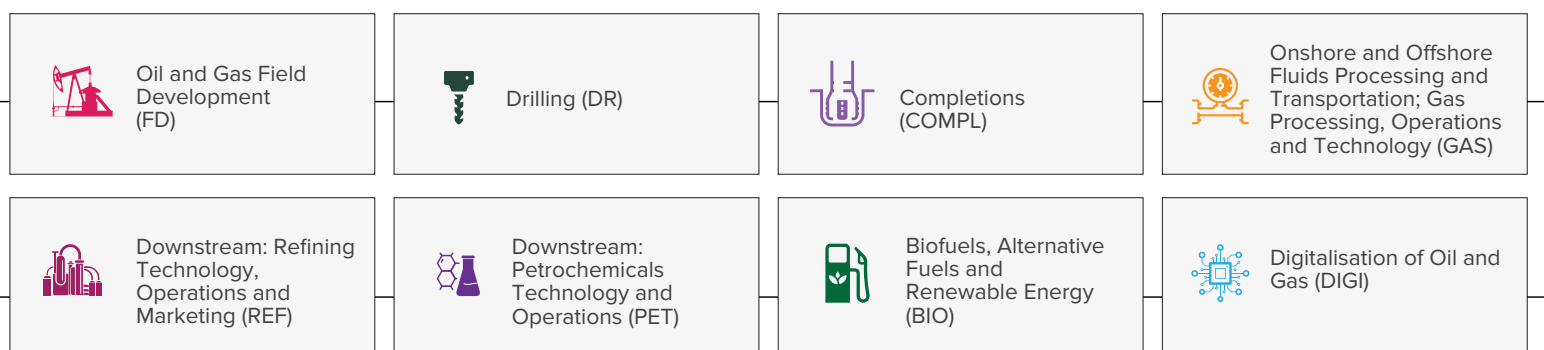 Oil and Gas Field
Development
(FD)
Drilling (DR)
Completions
(COMPL)
Onshore and Offshore
Fluids Processing and
Transportation; Gas
Processing, Operations
and Technology (GAS)
Downstream: Refining
Technology,
Operations and
Marketing (REF)
Downstream:
Petrochemicals
Technology and
Operations (PET)
Biofuels, Alternative
Fuels and
Renewable Energy
(BIO)
Digitalisation of Oil and
Gas (DIGI)